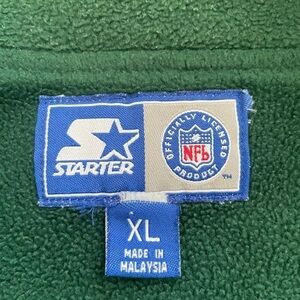 STARTER
OFFICIALLY LICENSED
NFL
PRODUCT
TM
XL
MADE IN
MALAYSIA